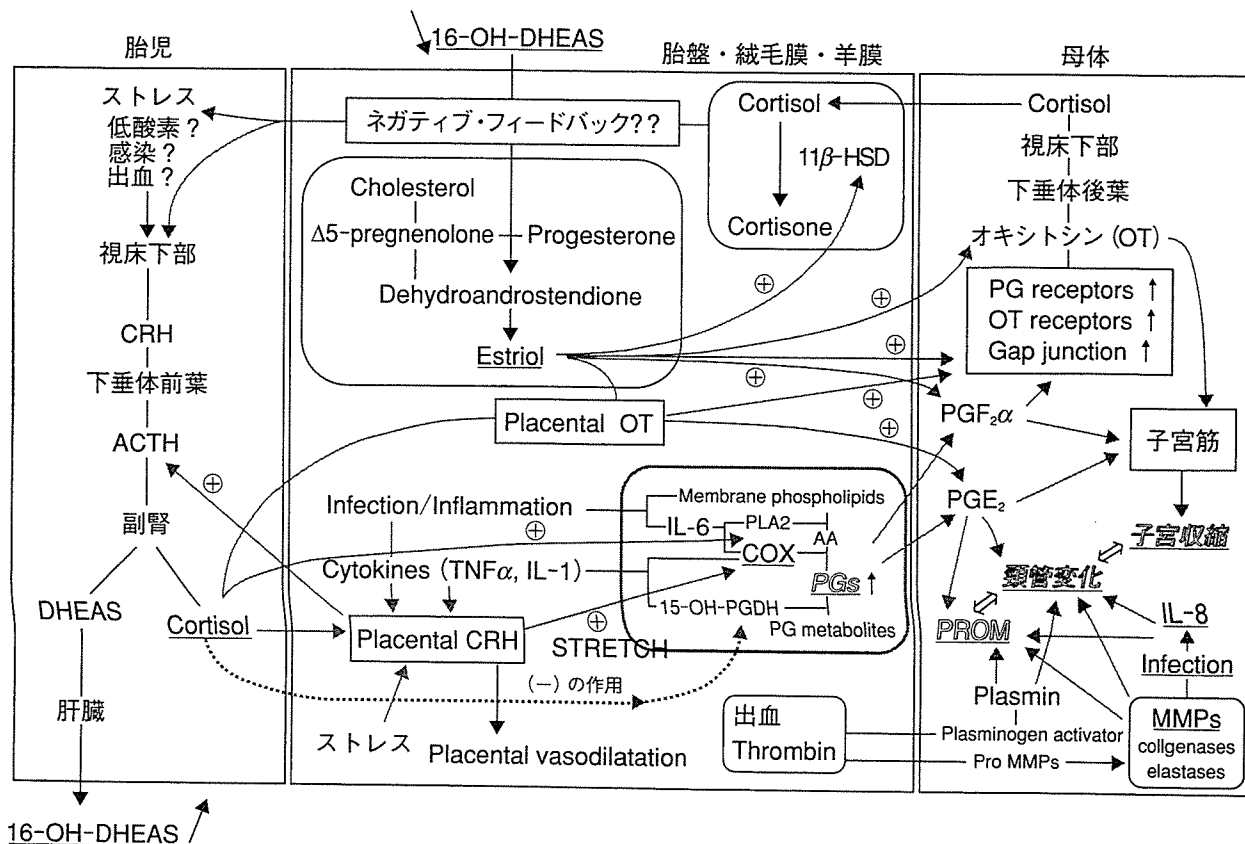 16-OH-DHEAS
胎児
胎盤・絨毛膜・羊膜
母体
ストレス
低酸素?
感染?
出血?
視床下部
CRH
下垂体前葉
ACTH
⊕
副腎
DHEAS
Cortisol
肝臓
16-OH-DHEAS
ネガティブ・フィードバック??
Cortisol
11β-HSD
Cortisone
Cholesterol
Δ5-pregnenolone
Progesterone
Dehydroandrostendione
Estriol
⊕
⊕
⊕
⊕
⊕
⊕
Placental OT
Infection/Inflammation
⊕
Cytokines (TNFα, IL-1)
Placental CRH
⊕
STRETCH
(−) の作用
ストレス
Placental vasodilatation
Membrane phospholipids
IL-6
PLA2
AA
COX
PGs ↑
15-OH-PGDH
PG metabolites
出血
Thrombin
Cortisol
視床下部
下垂体後葉
オキシトシン (OT)
PG receptors ↑
OT receptors ↑
Gap junction ↑
PGF₂α
子宮筋
PGE₂
子宮収縮
頸管変化
IL-8
PROM
Infection
Plasmin
Plasminogen activator
Pro MMPs
MMPs
collgenases
elastases